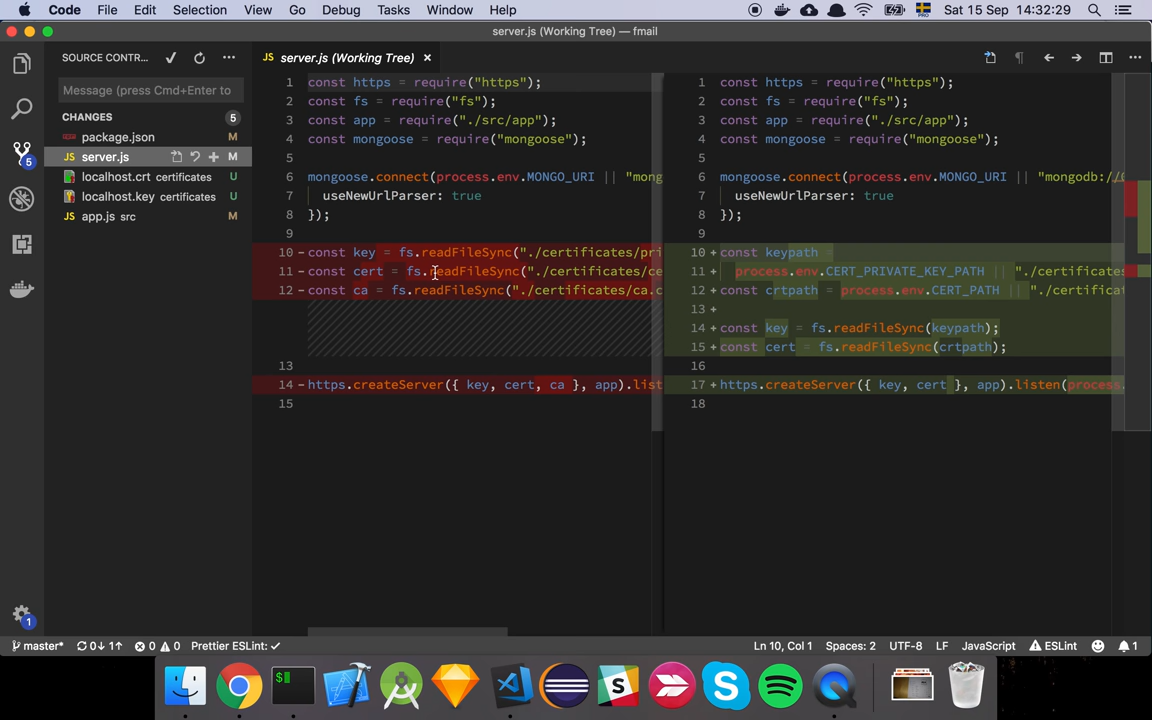 Code File Edit Selection View Go Debug Tasks Window Help
PRO Sat 15 Sep 14:32:29
server.js (Working Tree) — fmail
SOURCE CONTR...
JS server.js (Working Tree) ×
Message (press Cmd+Enter to
CHANGES 5
package.json M
JS server.js M
localhost.crt certificates U
localhost.key certificates U
JS app.js src M
5
1
1 const https = require("https");
2 const fs = require("fs");
3 const app = require("./src/app");
4 const mongoose = require("mongoose");
5
6 mongoose.connect(process.env.MONGO_URI || "mong
7 useNewUrlParser: true
8 });
9
10 - const key = fs.readFileSync("./certificates/pri
11 - const cert = fs.readFileSync("./certificates/ce
12 - const ca = fs.readFileSync("./certificates/ca.c
13
14 - https.createServer({ key, cert, ca }, app).list
15
1 const https = require("https");
2 const fs = require("fs");
3 const app = require("./src/app");
4 const mongoose = require("mongoose");
5
6 mongoose.connect(process.env.MONGO_URI || "mongodb://
7 useNewUrlParser: true
8 });
9
10 + const keypath =
11 + process.env.CERT_PRIVATE_KEY_PATH || "./certificates
12 + const crtpath = process.env.CERT_PATH || "./certificat
13 +
14 + const key = fs.readFileSync(keypath);
15 + const cert = fs.readFileSync(crtpath);
16
17 + https.createServer({ key, cert }, app).listen(process.
18
master* 0↓ 1↑ 0 0 Prettier ESLint: ✓ Ln 10, Col 1 Spaces: 2 UTF-8 LF JavaScript ESLint 1
$
S
S